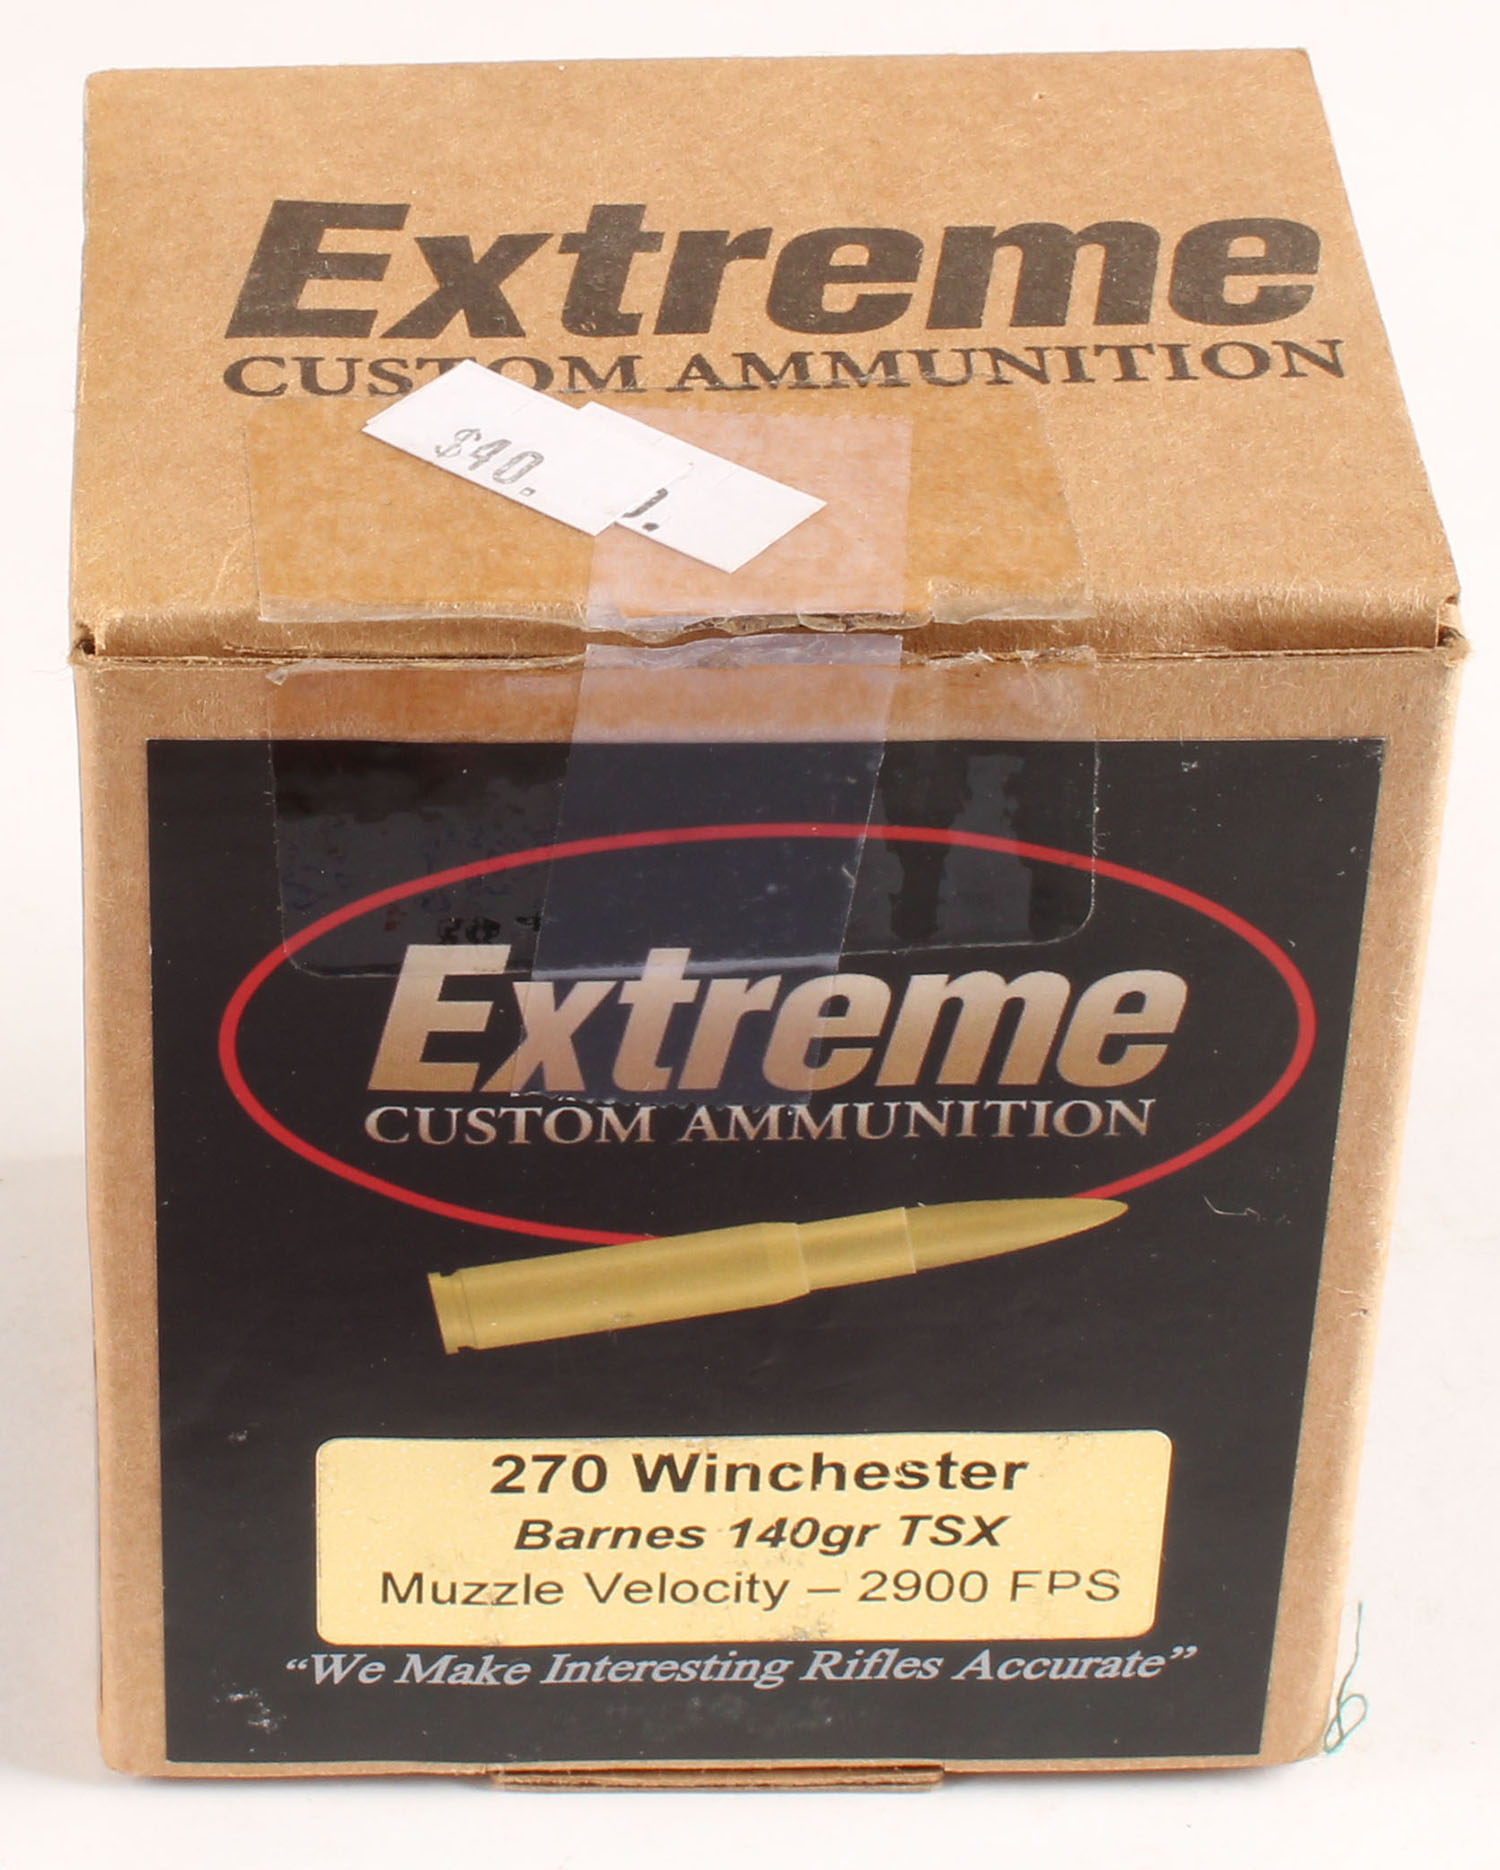 Extreme
CUSTOM AMMUNITION
$40.
Extreme
CUSTOM AMMUNITION
270 Winchester
Barnes 140gr TSX
Muzzle Velocity – 2900 FPS
“We Make Interesting Rifles Accurate”